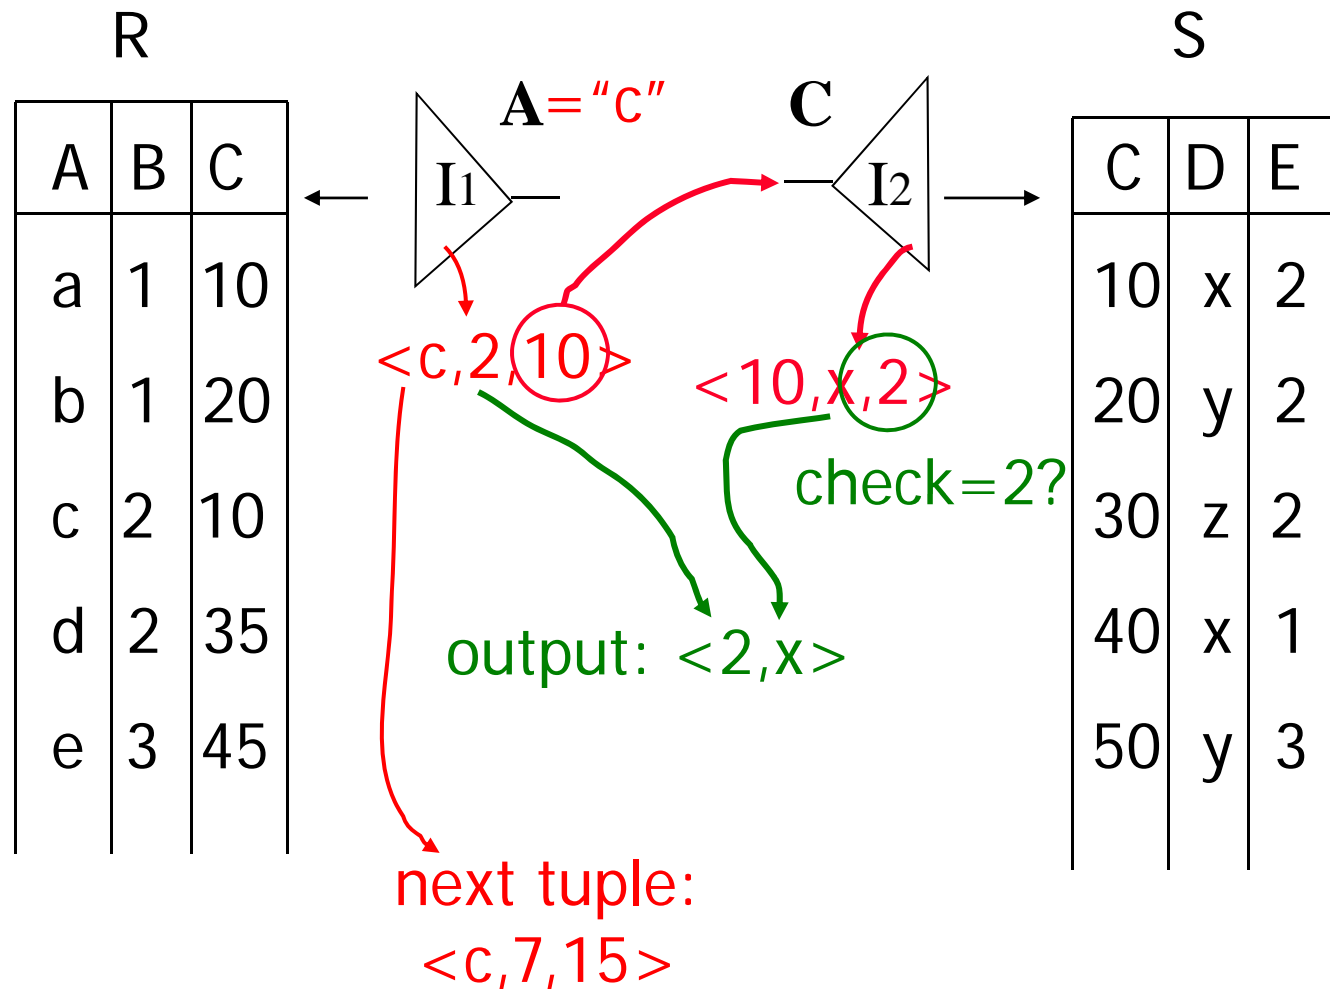 R
A B C
a 1 10
b 1 20
c 2 10
d 2 35
e 3 45
A="c"
I1
C
I2
<c,2,10>
<10,x,2>
check=2?
output: <2,x>
next tuple:
<c,7,15>
S
C D E
10 x 2
20 y 2
30 z 2
40 x 1
50 y 3